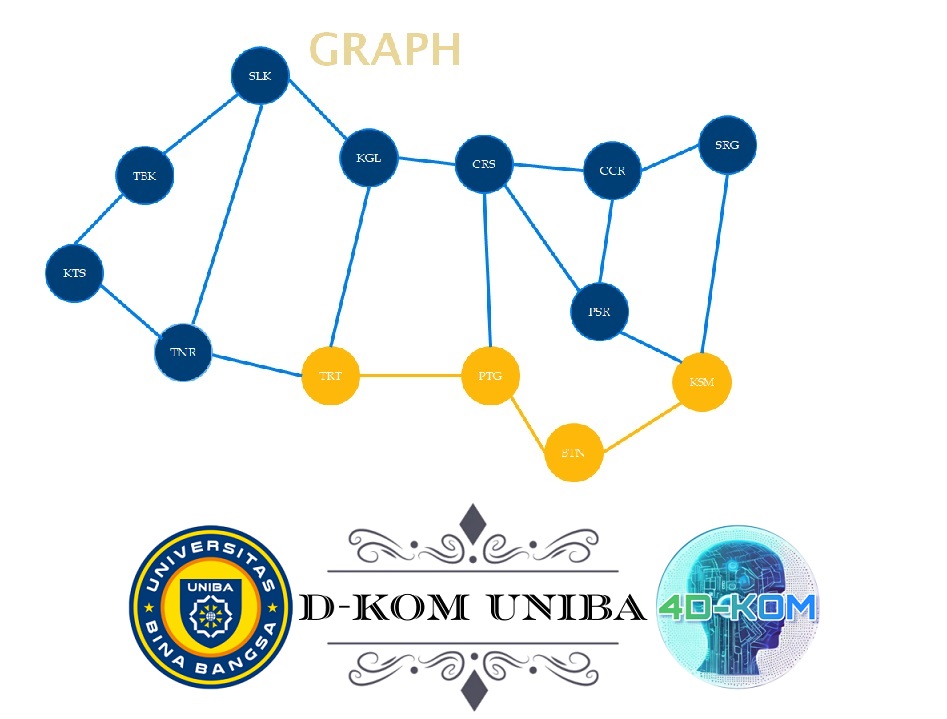 GRAPH
SLK
KGL
CRS
CCR
SRG
TBK
KTS
PSR
TNR
TRT
PTG
KSM
BTN
UNIVERSITAS
UNIBA
BINA BANGSA
D-KOM UNIBA
4D-KOM